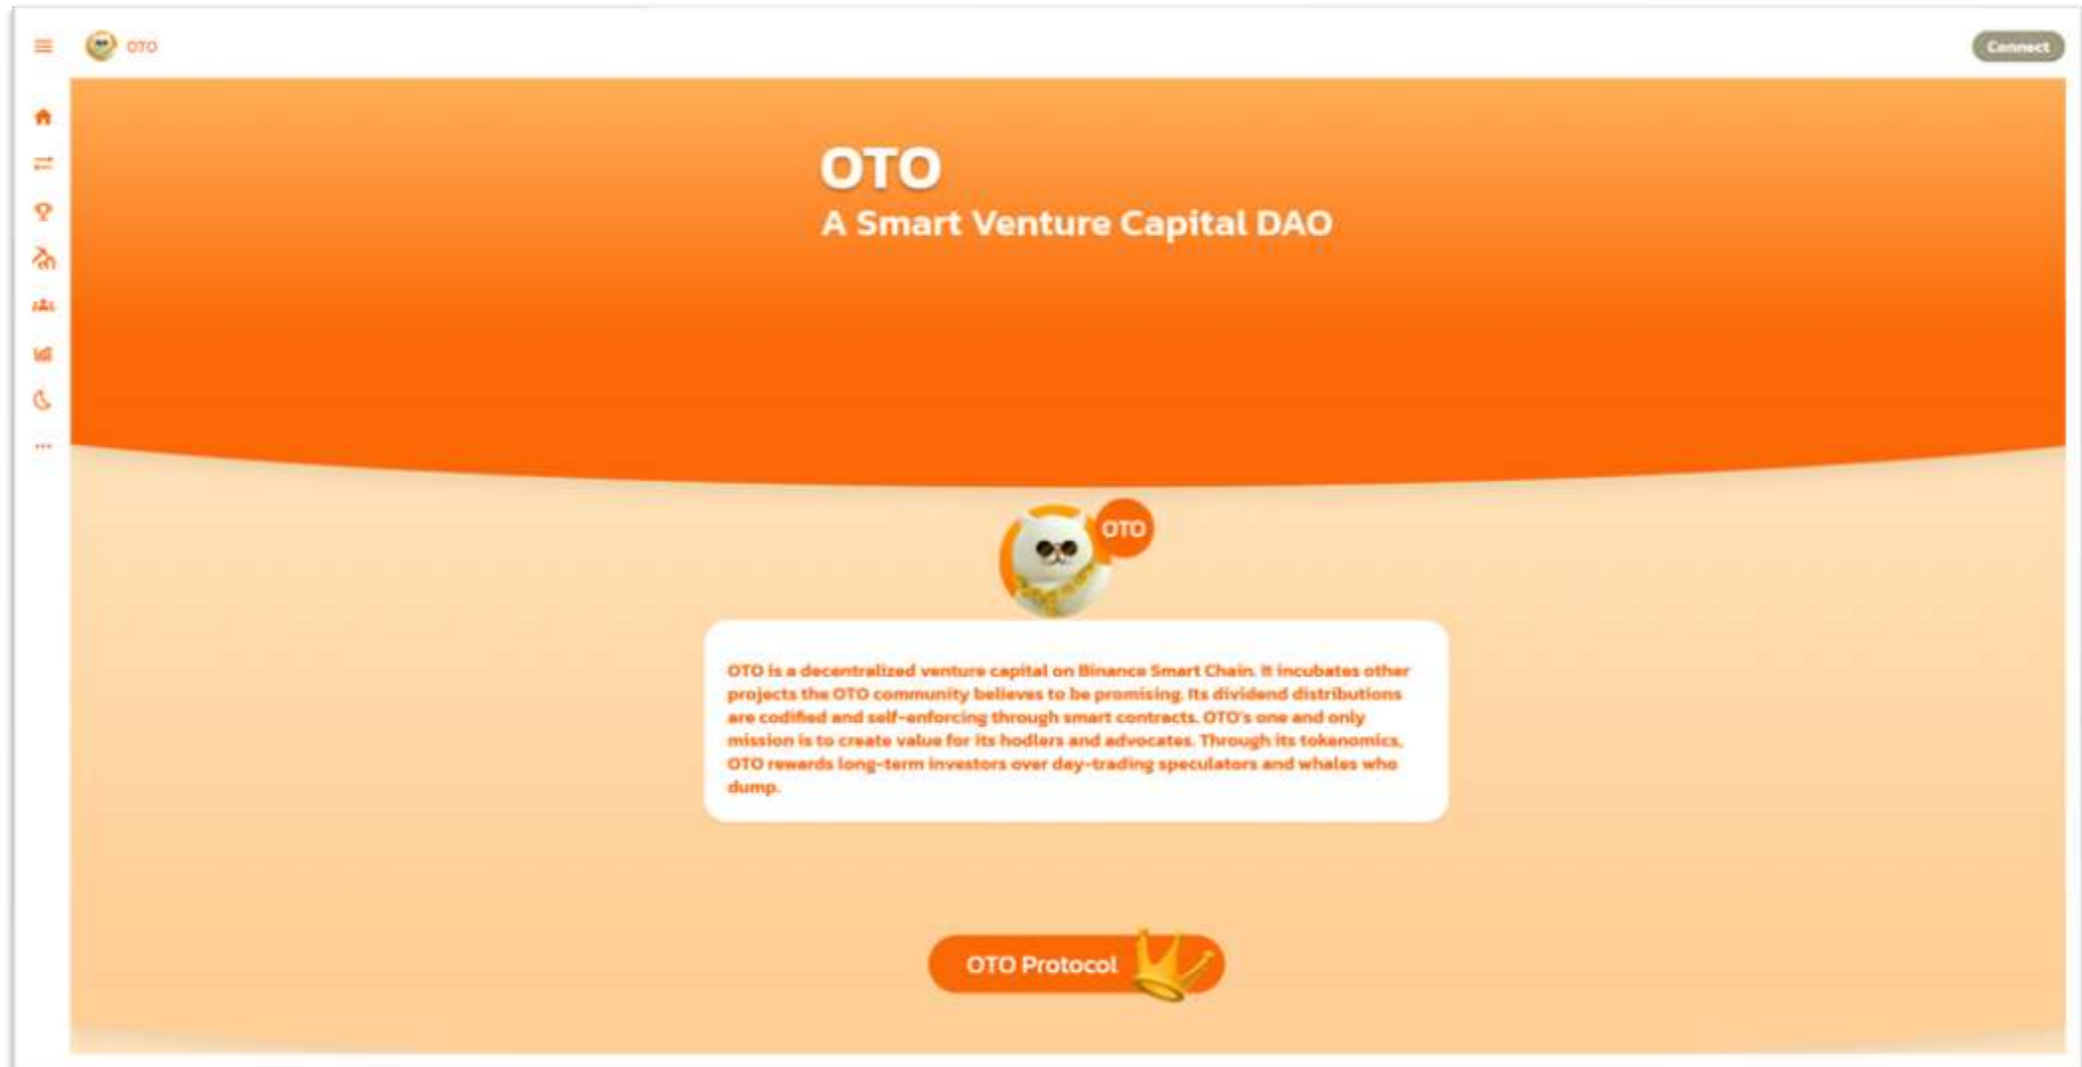 OTO
Connect
OTO
A Smart Venture Capital DAO
OTO
OTO is a decentralized venture capital on Binance Smart Chain. It incubates other
projects the OTO community believes to be promising. Its dividend distributions
are codified and self-enforcing through smart contracts. OTO's one and only
mission is to create value for its hodlers and advocates. Through its tokenomics,
OTO rewards long-term investors over day-trading speculators and whales who
dump.
OTO Protocol